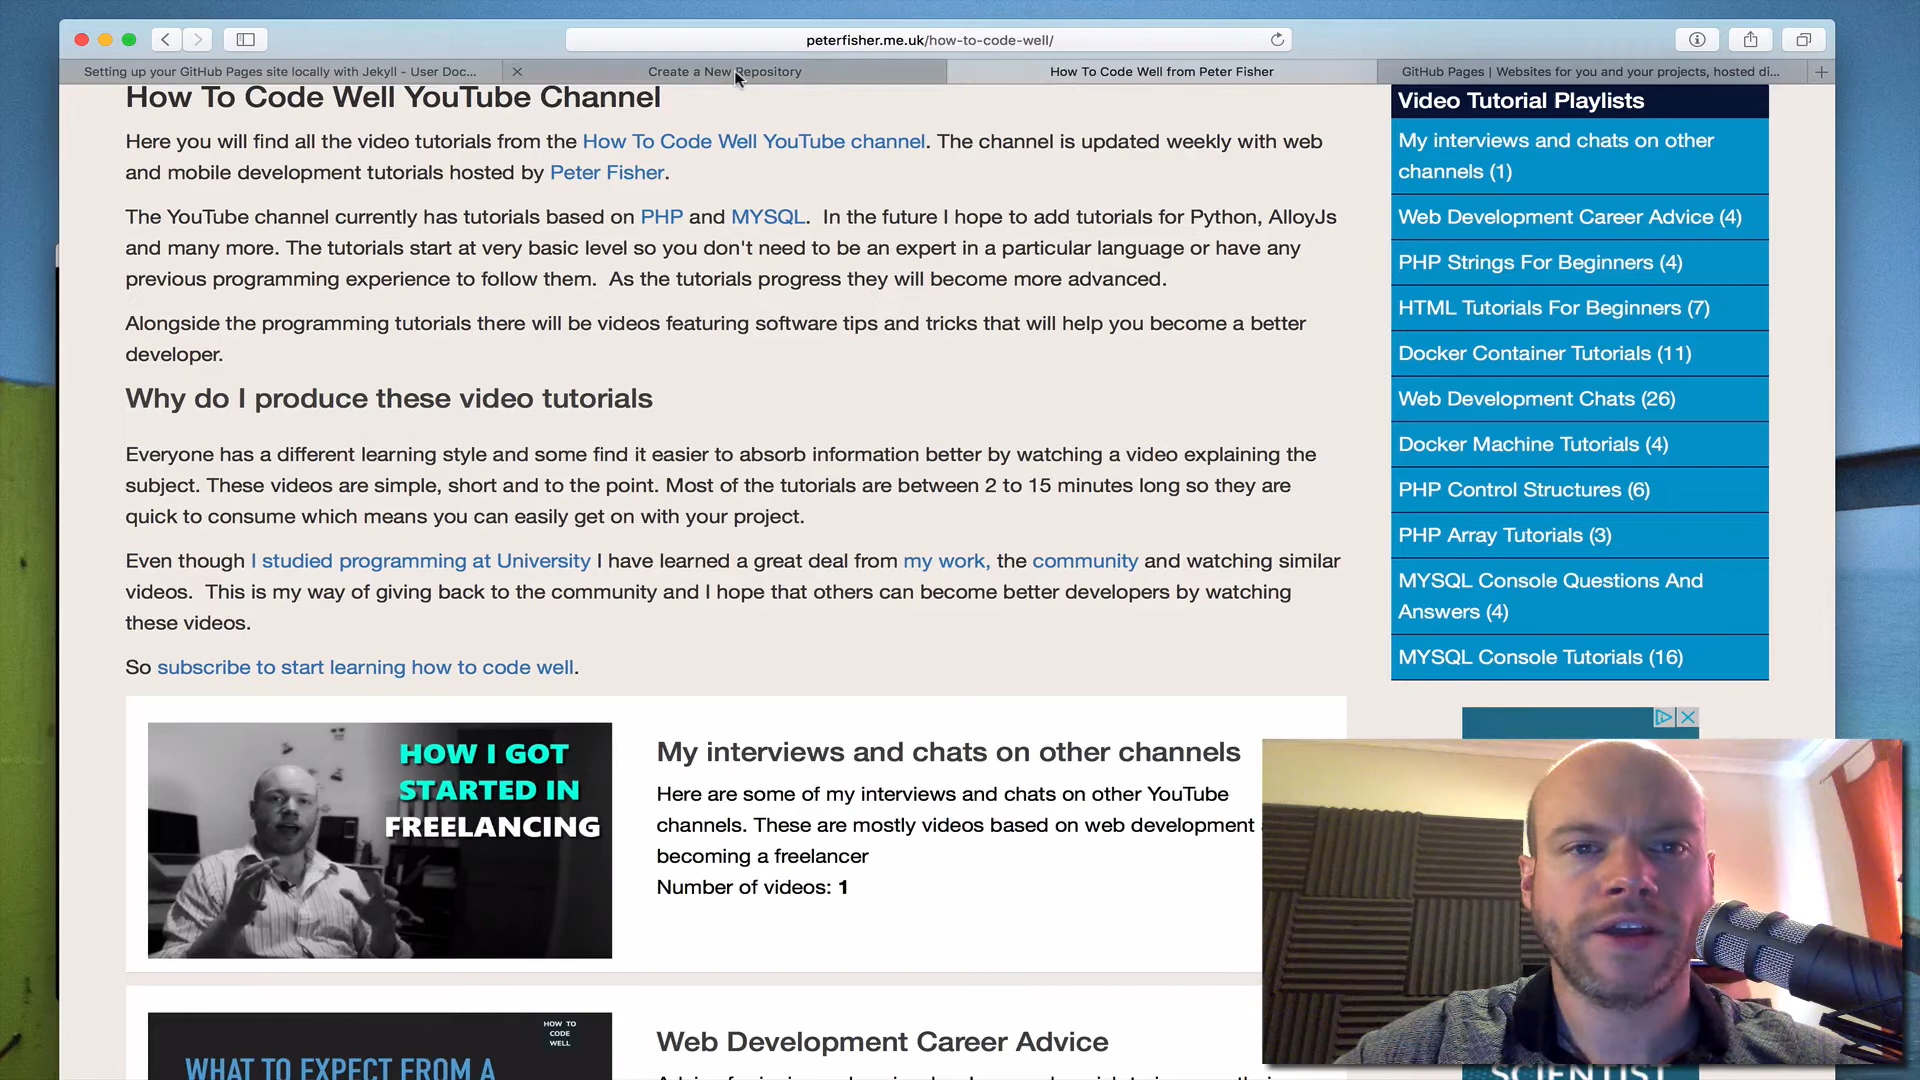 peterfisher.me.uk/how-to-code-well/
Setting up your GitHub Pages site locally with Jekyll - User Doc...
Create a New Repository
How To Code Well from Peter Fisher
GitHub Pages | Websites for you and your projects, hosted di...
How To Code Well YouTube Channel
Here you will find all the video tutorials from the How To Code Well YouTube channel. The channel is updated weekly with web
and mobile development tutorials hosted by Peter Fisher.
The YouTube channel currently has tutorials based on PHP and MYSQL. In the future I hope to add tutorials for Python, AlloyJs
and many more. The tutorials start at very basic level so you don't need to be an expert in a particular language or have any
previous programming experience to follow them. As the tutorials progress they will become more advanced.
Alongside the programming tutorials there will be videos featuring software tips and tricks that will help you become a better
developer.
Why do I produce these video tutorials
Everyone has a different learning style and some find it easier to absorb information better by watching a video explaining the
subject. These videos are simple, short and to the point. Most of the tutorials are between 2 to 15 minutes long so they are
quick to consume which means you can easily get on with your project.
Even though I studied programming at University I have learned a great deal from my work, the community and watching similar
videos. This is my way of giving back to the community and I hope that others can become better developers by watching
these videos.
So subscribe to start learning how to code well.
HOW I GOT
STARTED IN
FREELANCING
My interviews and chats on other channels
Here are some of my interviews and chats on other YouTube
channels. These are mostly videos based on web development
becoming a freelancer
Number of videos: 1
HOW TO
CODE
WELL
WHAT TO EXPECT FROM A
Web Development Career Advice
Video Tutorial Playlists
My interviews and chats on other
channels (1)
Web Development Career Advice (4)
PHP Strings For Beginners (4)
HTML Tutorials For Beginners (7)
Docker Container Tutorials (11)
Web Development Chats (26)
Docker Machine Tutorials (4)
PHP Control Structures (6)
PHP Array Tutorials (3)
MYSQL Console Questions And
Answers (4)
MYSQL Console Tutorials (16)
SCIENTIST